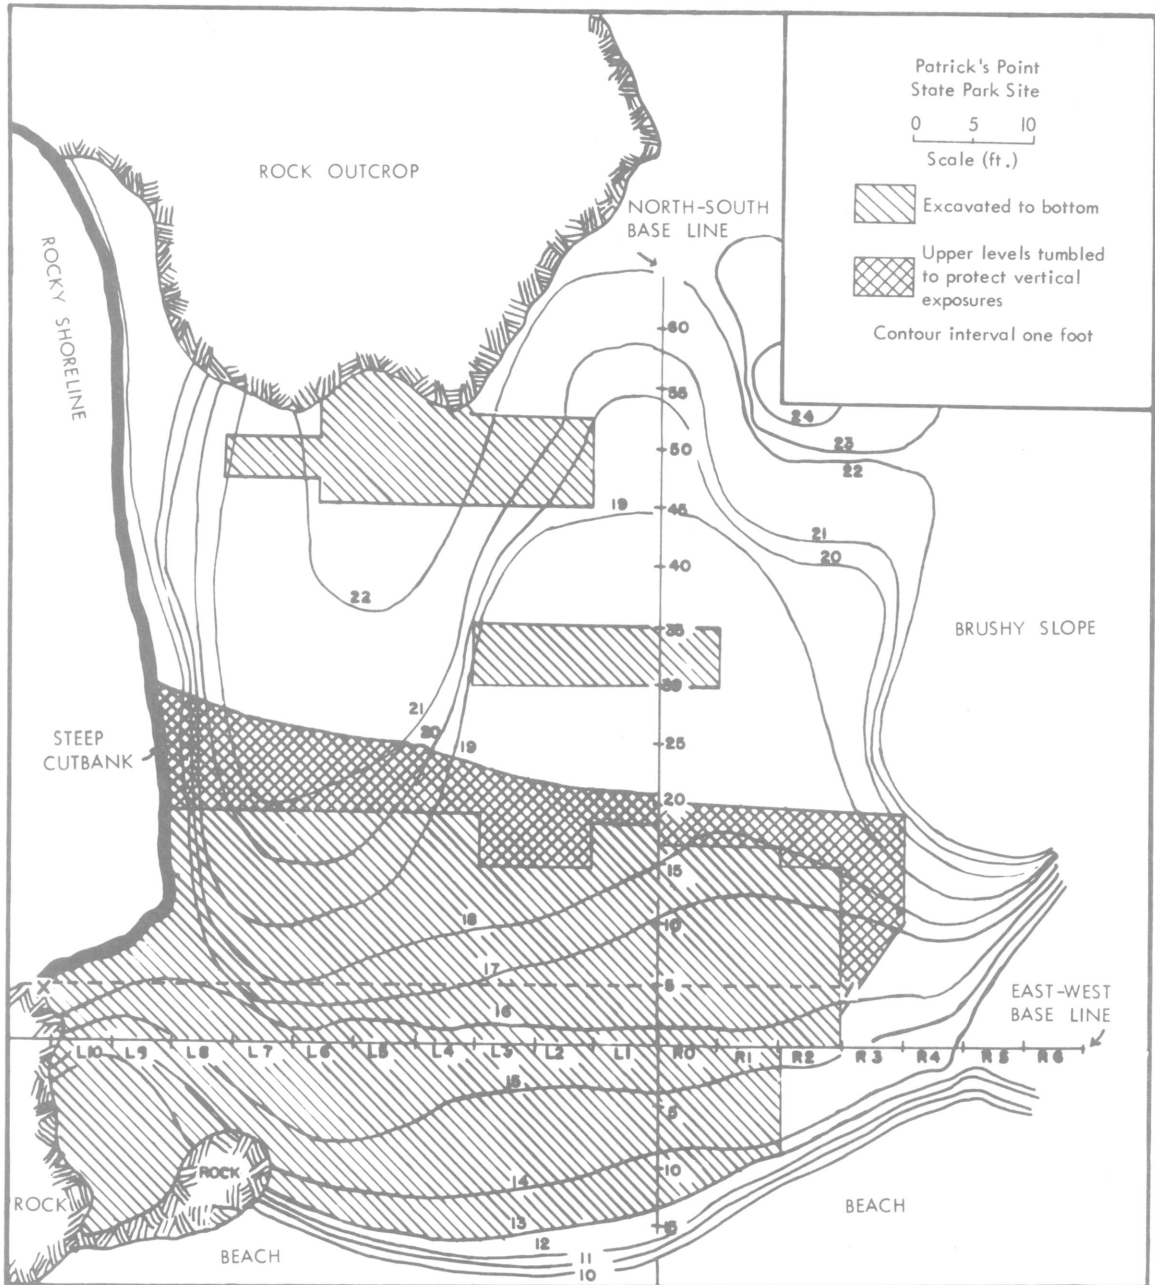 Patrick's Point
State Park Site
0 5 10
Scale (ft.)
Excavated to bottom
Upper levels tumbled
to protect vertical
exposures
Contour interval one foot
ROCK OUTCROP
NORTH-SOUTH
BASE LINE
ROCKY SHORELINE
60
55
24
23
50
22
19
45
21
20
40
22
BRUSHY SLOPE
35
30
21
20
19
25
STEEP
CUTBANK
20
15
18
10
17
X
5
16
EAST-WEST
BASE LINE
L10 L9 L8 L7 L6 L5 L4 L3 L2 L1 R0 R1 R2 R3 R4 R5 R6
15
5
ROCK
10
14
ROCK
13
15
BEACH
12
BEACH
11
10